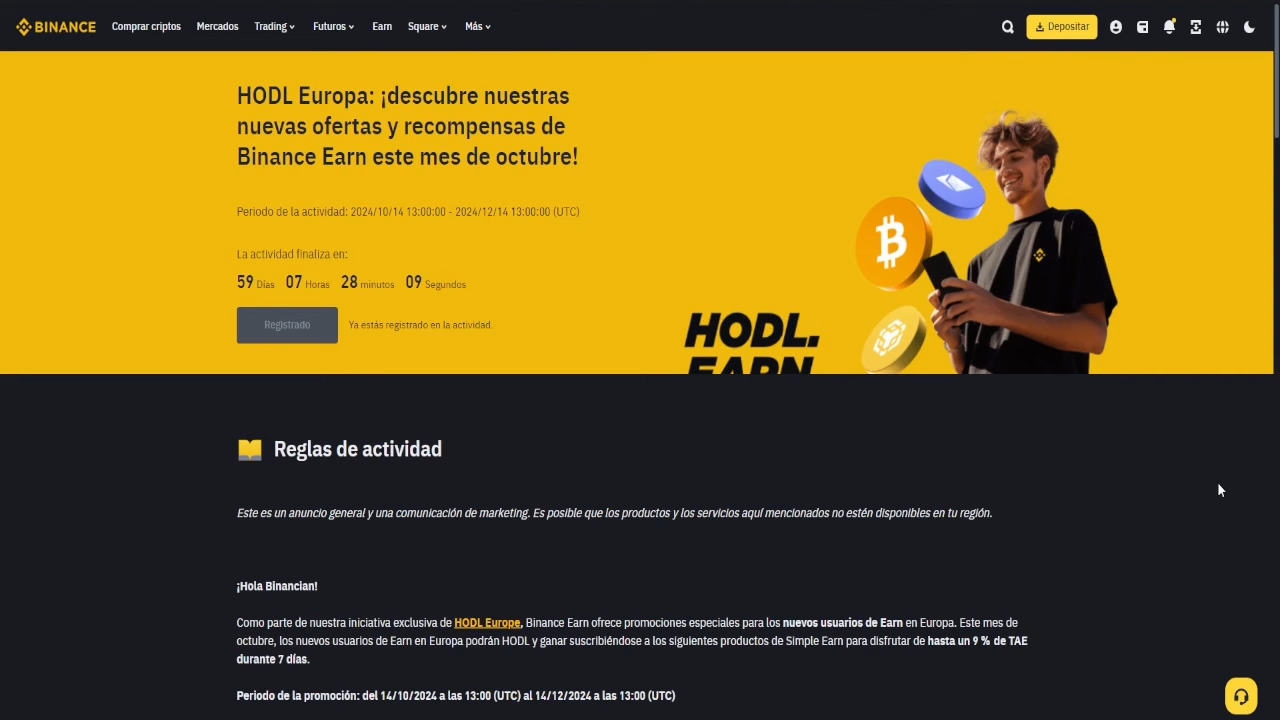 BINANCE Comprar criptos Mercados Trading Futuros Earn Square Más Depositar
HODL Europa: ¡descubre nuestras
nuevas ofertas y recompensas de
Binance Earn este mes de octubre!
Periodo de la actividad: 2024/10/14 13:00:00 - 2024/12/14 13:00:00 (UTC)
La actividad finaliza en:
59 Días 07 Horas 28 minutos 09 Segundos
Registrado Ya estás registrado en la actividad.
HODL.
EARN
Reglas de actividad
Este es un anuncio general y una comunicación de marketing. Es posible que los productos y los servicios aquí mencionados no estén disponibles en tu región.
¡Hola Binancian!
Como parte de nuestra iniciativa exclusiva de HODL Europe, Binance Earn ofrece promociones especiales para los nuevos usuarios de Earn en Europa. Este mes de
octubre, los nuevos usuarios de Earn en Europa podrán HODL y ganar suscribiéndose a los siguientes productos de Simple Earn para disfrutar de hasta un 9 % de TAE
durante 7 días.
Periodo de la promoción: del 14/10/2024 a las 13:00 (UTC) al 14/12/2024 a las 13:00 (UTC)